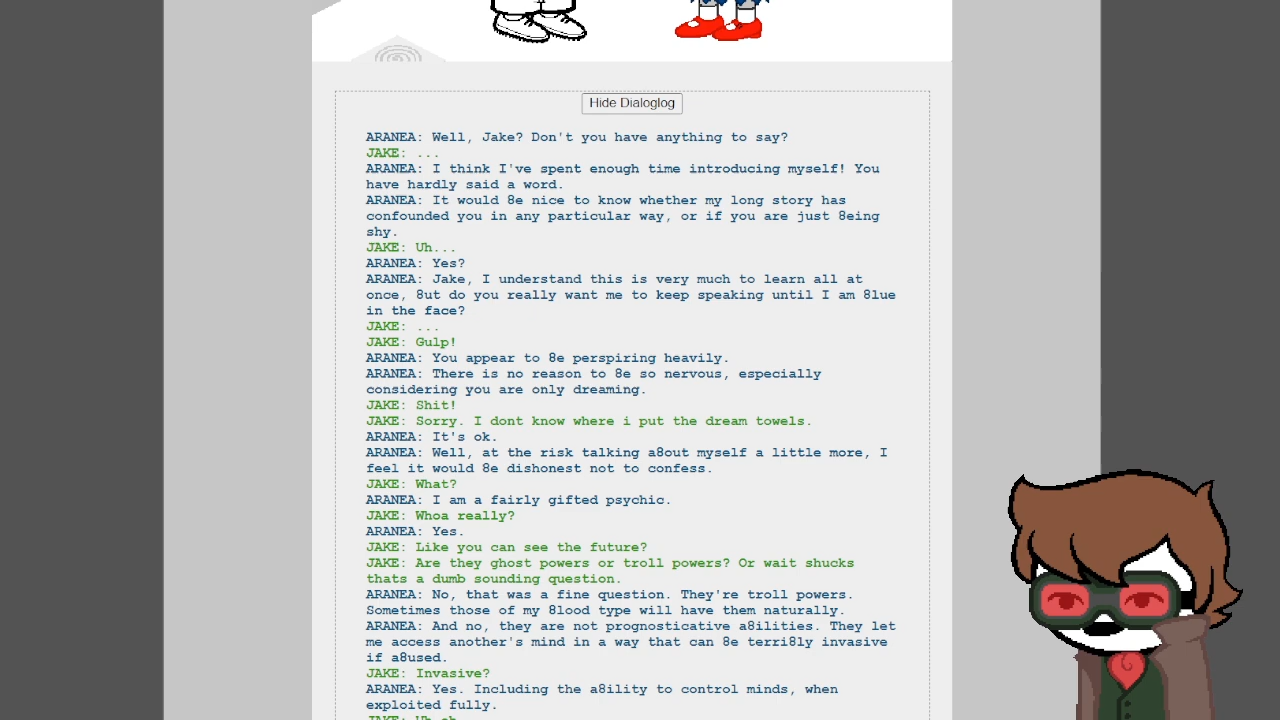 Hide Dialoglog
ARANEA: Well, Jake? Don't you have anything to say?
JAKE: ...
ARANEA: I think I've spent enough time introducing myself! You
have hardly said a word.
ARANEA: It would 8e nice to know whether my long story has
confounded you in any particular way, or if you are just 8eing
shy.
JAKE: Uh...
ARANEA: Yes?
ARANEA: Jake, I understand this is very much to learn all at
once, 8ut do you really want me to keep speaking until I am 8lue
in the face?
JAKE: ...
JAKE: Gulp!
ARANEA: You appear to 8e perspiring heavily.
ARANEA: There is no reason to 8e so nervous, especially
considering you are only dreaming.
JAKE: Shit!
JAKE: Sorry. I dont know where i put the dream towels.
ARANEA: It's ok.
ARANEA: Well, at the risk talking a8out myself a little more, I
feel it would 8e dishonest not to confess.
JAKE: What?
ARANEA: I am a fairly gifted psychic.
JAKE: Whoa really?
ARANEA: Yes.
JAKE: Like you can see the future?
JAKE: Are they ghost powers or troll powers? Or wait shucks
thats a dumb sounding question.
ARANEA: No, that was a fine question. They're troll powers.
Sometimes those of my 8lood type will have them naturally.
ARANEA: And no, they are not prognosticative a8ilities. They let
me access another's mind in a way that can 8e terri8ly invasive
if a8used.
JAKE: Invasive?
ARANEA: Yes. Including the a8ility to control minds, when
exploited fully.
JAKE: Uh oh